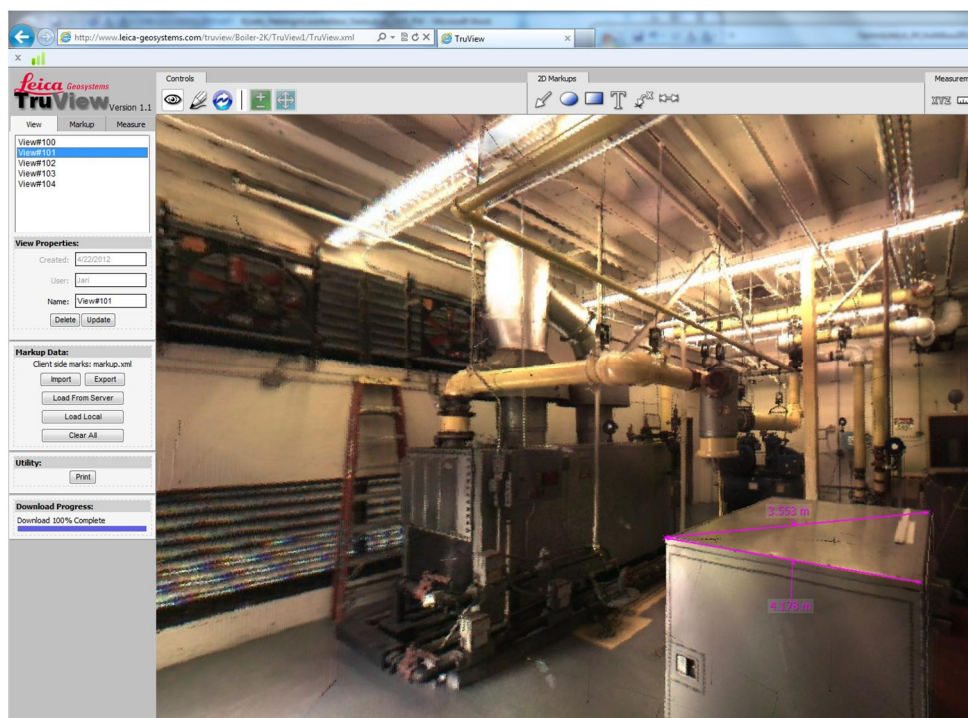 http://www.leica-geosystems.com/truview/Boiler-2K/TruView1/TruView.xml
TruView
Leica Geosystems
TruView Version 1.1
Controls
2D Markups
Measurem
T
XYZ
View Markup Measure
View#100
View#101
View#102
View#103
View#104
View Properties:
Created: 4/22/2012
User: Jari
Name: View#101
Delete Update
Markup Data:
Client side marks: markup.xml
Import Export
Load From Server
Load Local
Clear All
Utility:
Print
Download Progress:
Download 100% Complete
3.553 m
4.178 m